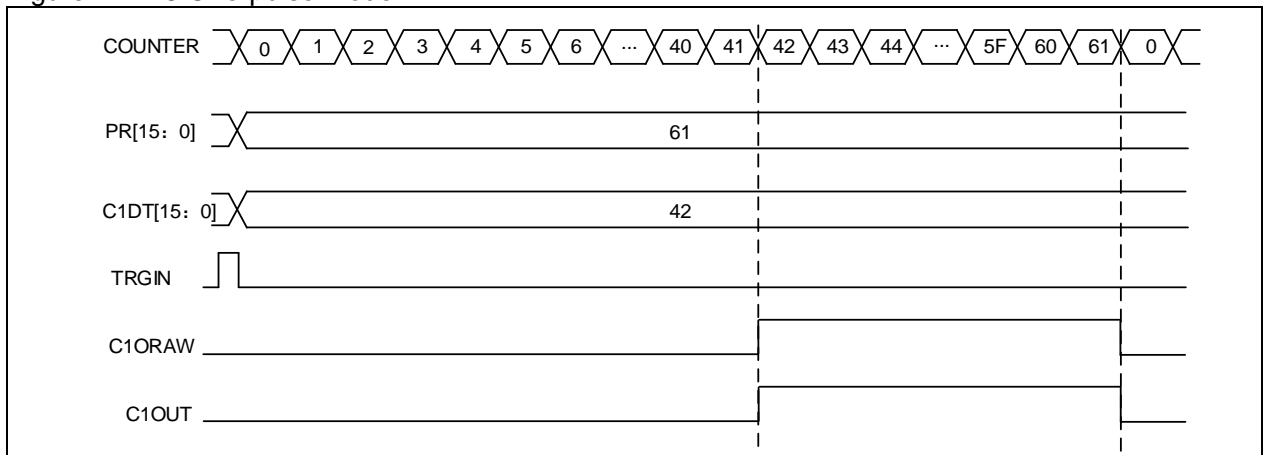 COUNTER 0 1 2 3 4 5 6 ... 40 41 42 43 44 ... 5F 60 61 0
PR[15：0] 61
C1DT[15：0] 42
TRGIN
C1ORAW
C1OUT